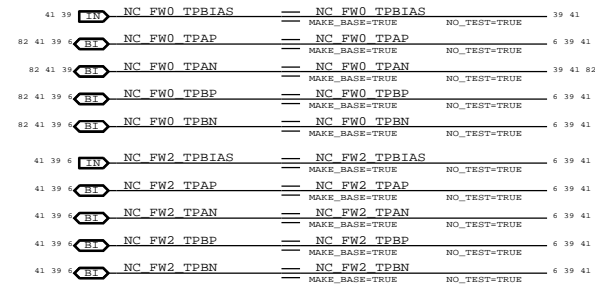 41 39 IN NC_FW0_TPBIAS NC_FW0_TPBIAS 39 41
MAKE_BASE=TRUE NO_TEST=TRUE
82 41 39 6 BI NC_FW0_TPAP NC_FW0_TPAP 6 39 41
MAKE_BASE=TRUE NO_TEST=TRUE
82 41 39 BI NC_FW0_TPAN NC_FW0_TPAN 39 41 82
MAKE_BASE=TRUE NO_TEST=TRUE
82 41 39 6 BI NC_FW0_TPBP NC_FW0_TPBP 6 39 41
MAKE_BASE=TRUE NO_TEST=TRUE
82 41 39 6 BI NC_FW0_TPBN NC_FW0_TPBN 6 39 41
MAKE_BASE=TRUE NO_TEST=TRUE
41 39 6 IN NC_FW2_TPBIAS NC_FW2_TPBIAS 6 39 41
MAKE_BASE=TRUE NO_TEST=TRUE
41 39 6 BI NC_FW2_TPAP NC_FW2_TPAP 6 39 41
MAKE_BASE=TRUE NO_TEST=TRUE
41 39 6 BI NC_FW2_TPAN NC_FW2_TPAN 6 39 41
MAKE_BASE=TRUE NO_TEST=TRUE
41 39 6 BI NC_FW2_TPBP NC_FW2_TPBP 6 39 41
MAKE_BASE=TRUE NO_TEST=TRUE
41 39 6 BI NC_FW2_TPBN NC_FW2_TPBN 6 39 41
MAKE_BASE=TRUE NO_TEST=TRUE